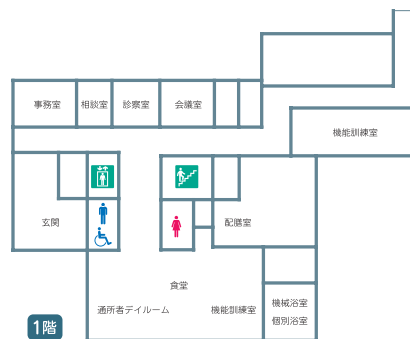 事務室
相談室
診察室
会議室
機能訓練室
玄関
配膳室
食堂
通所者デイルーム
機能訓練室
機械浴室
個別浴室
1階